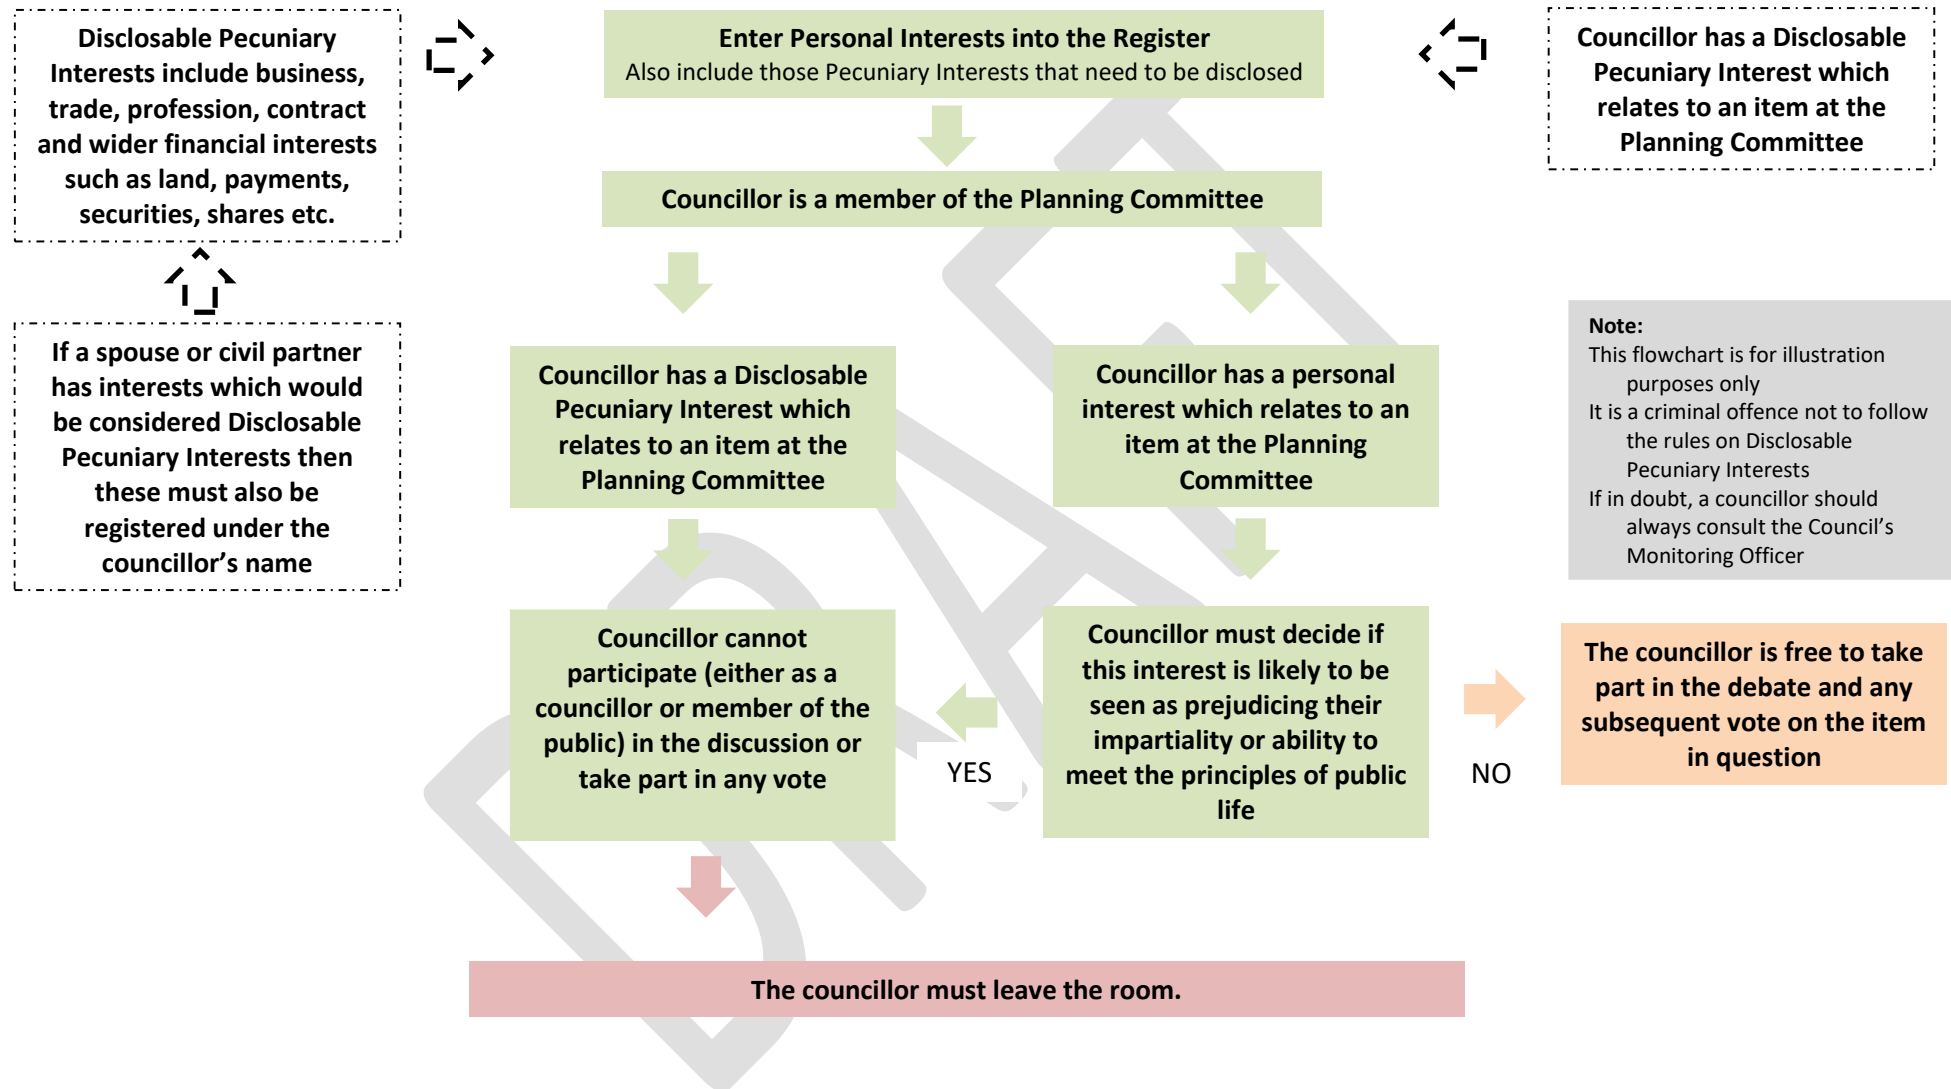 Disclosable Pecuniary
Interests include business,
trade, profession, contract
and wider financial interests
such as land, payments,
securities, shares etc.
Enter Personal Interests into the Register
Also include those Pecuniary Interests that need to be disclosed
Councillor has a Disclosable
Pecuniary Interest which
relates to an item at the
Planning Committee
Councillor is a member of the Planning Committee
If a spouse or civil partner
has interests which would
be considered Disclosable
Pecuniary Interests then
these must also be
registered under the
councillor’s name
Councillor has a Disclosable
Pecuniary Interest which
relates to an item at the
Planning Committee
Councillor has a personal
interest which relates to an
item at the Planning
Committee
Note:
This flowchart is for illustration
purposes only
It is a criminal offence not to follow
the rules on Disclosable
Pecuniary Interests
If in doubt, a councillor should
always consult the Council’s
Monitoring Officer
Councillor cannot
participate (either as a
councillor or member of the
public) in the discussion or
take part in any vote
YES
Councillor must decide if
this interest is likely to be
seen as prejudicing their
impartiality or ability to
meet the principles of public
life
NO
The councillor is free to take
part in the debate and any
subsequent vote on the item
in question
The councillor must leave the room.
DRAFT